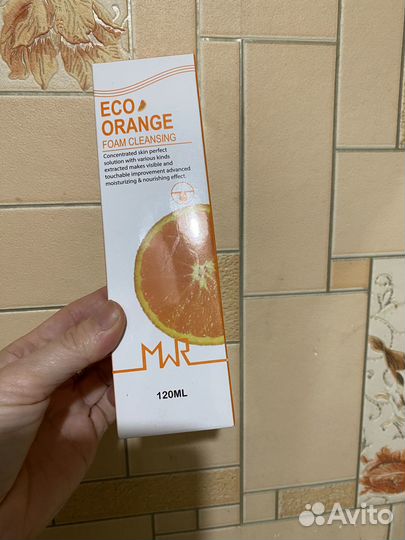 ECO
ORANGE
FOAM CLEANSING
Concentrated skin perfect
solution with various kinds
extracted makes visible and
touchable improvement advanced
moisturizing & nourishing effect.
MWR
120ML
Avito